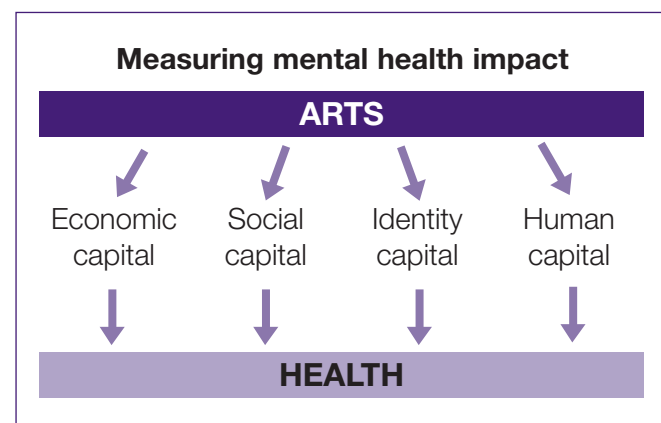 Measuring mental health impact
ARTS
Economic capital
Social capital
Identity capital
Human capital
HEALTH